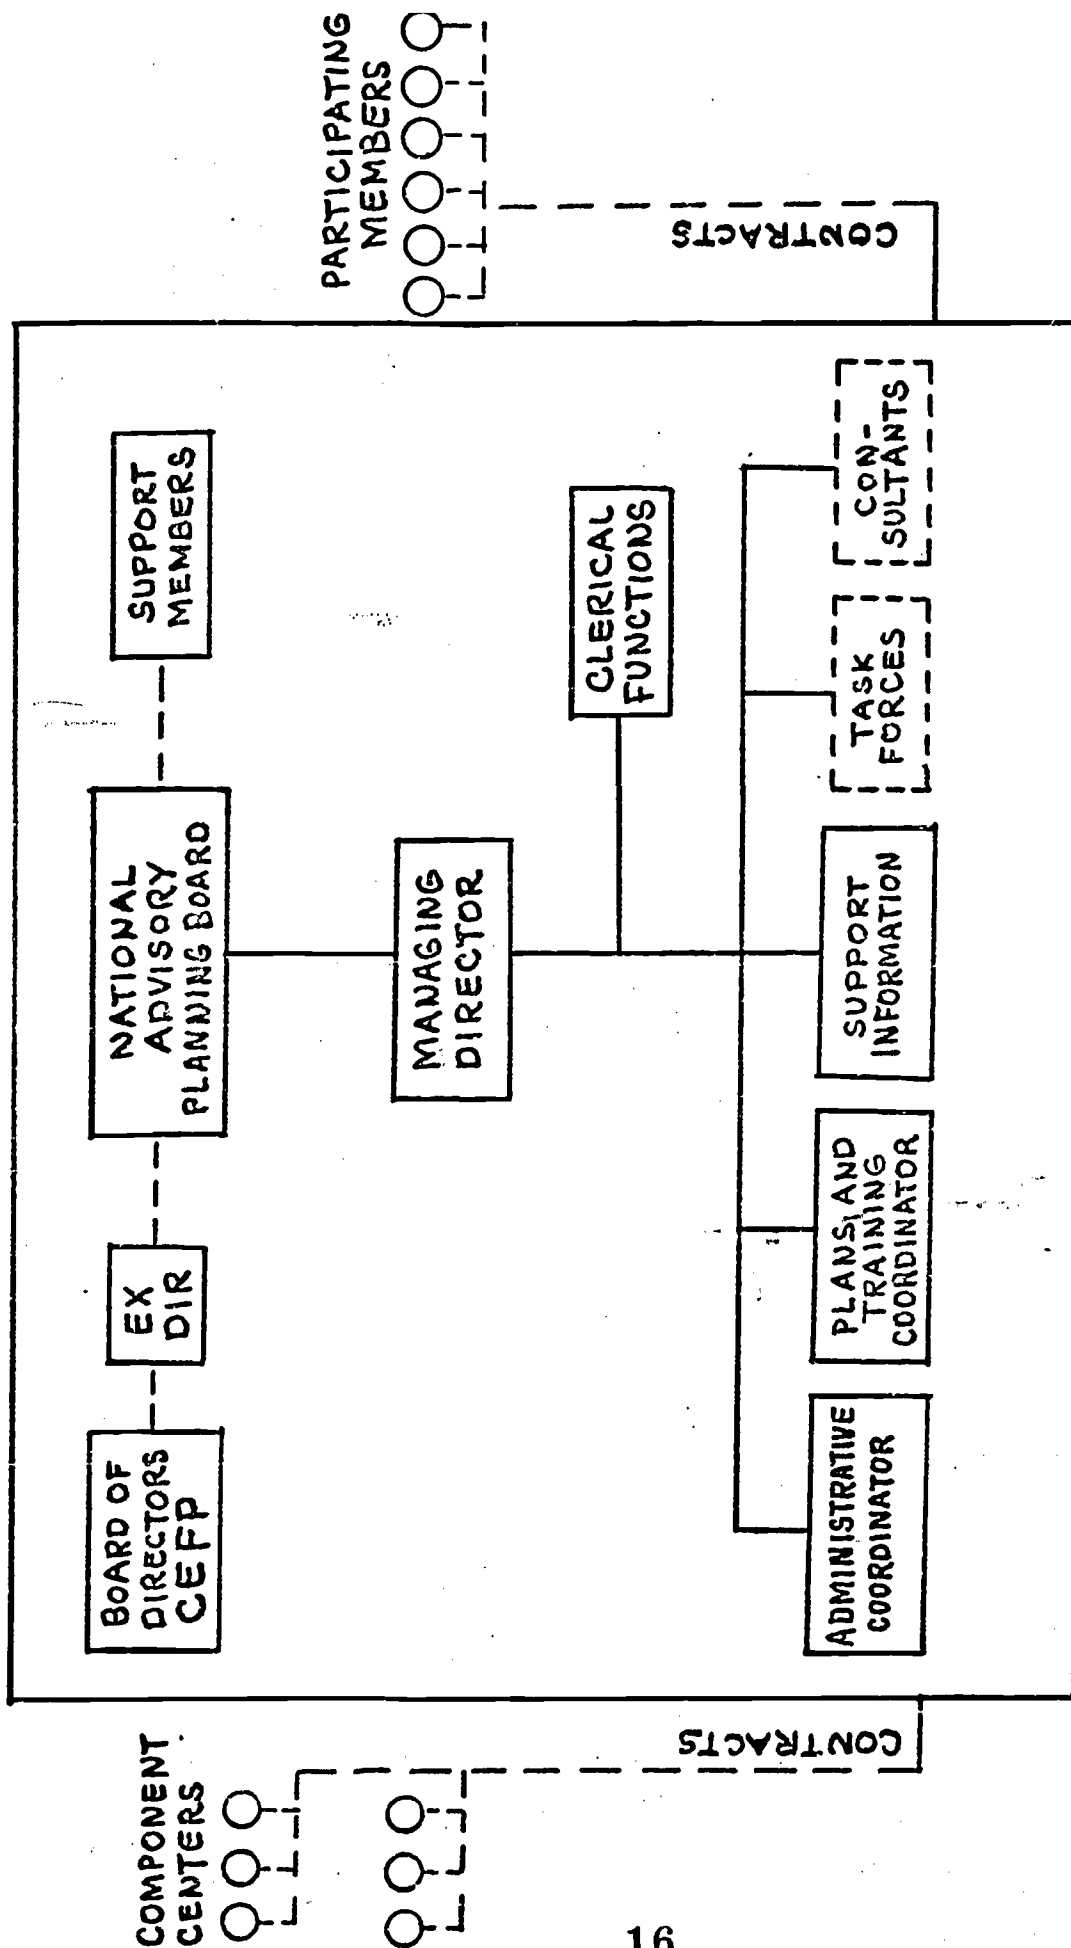 COMPONENT
CENTERS
CONTRACTS
BOARD OF
DIRECTORS
CEFP
EX
DIR
NATIONAL
ADVISORY
PLANNING BOARD
SUPPORT
MEMBERS
MANAGING
DIRECTOR
CLERICAL
FUNCTIONS
ADMINISTRATIVE
COORDINATOR
PLANS AND
TRAINING
COORDINATOR
SUPPORT
INFORMATION
TASK
FORCES
CON-
SULTANTS
PARTICIPATING
MEMBERS
CONTRACTS
16